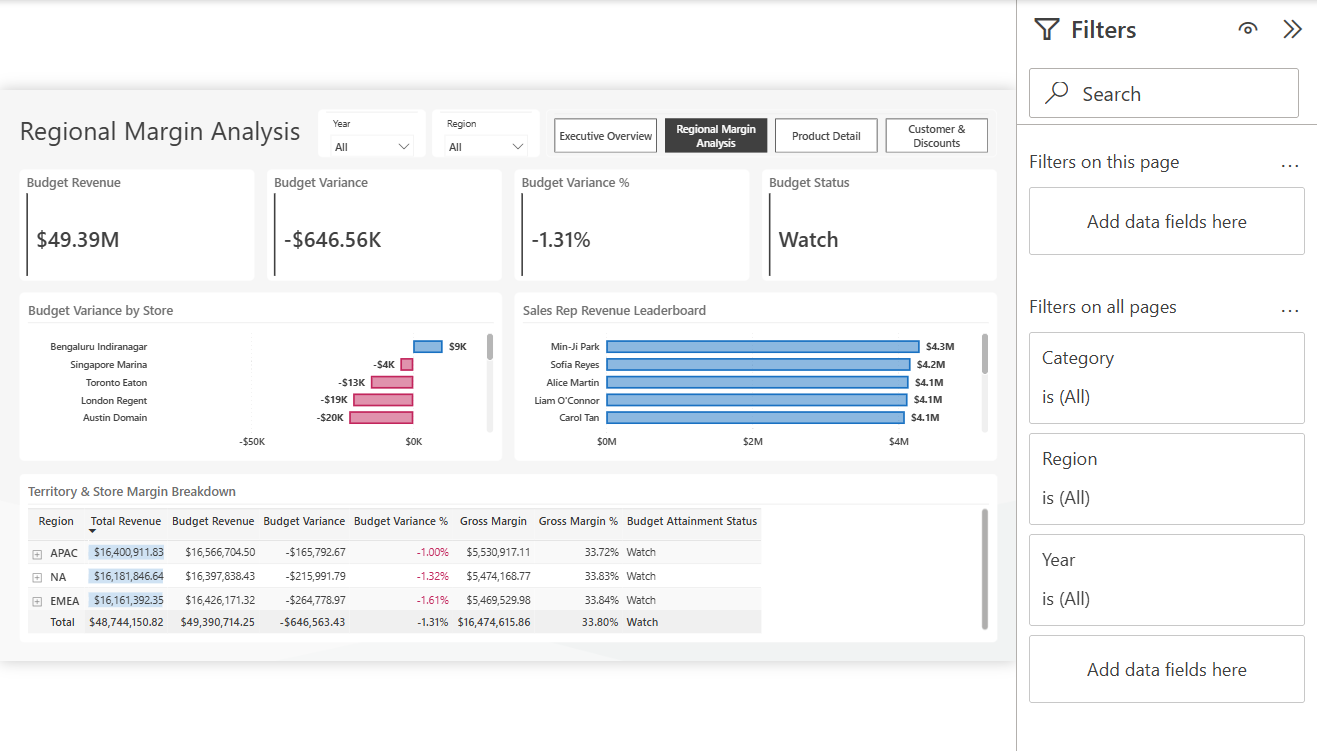 Regional Margin Analysis
Year
All
Region
All
Executive Overview
Regional Margin
Analysis
Product Detail
Customer &
Discounts
Budget Revenue
$49.39M
Budget Variance
-$646.56K
Budget Variance %
-1.31%
Budget Status
Watch
Budget Variance by Store
Bengaluru Indiranagar $9K
Singapore Marina -$4K
Toronto Eaton -$13K
London Regent -$19K
Austin Domain -$20K
-$50K $0K
Sales Rep Revenue Leaderboard
Min-Ji Park $4.3M
Sofia Reyes $4.2M
Alice Martin $4.1M
Liam O'Connor $4.1M
Carol Tan $4.1M
$0M $2M $4M
Territory & Store Margin Breakdown
Region Total Revenue Budget Revenue Budget Variance Budget Variance % Gross Margin Gross Margin % Budget Attainment Status
APAC $16,400,911.83 $16,566,704.50 -$165,792.67 -1.00% $5,530,917.11 33.72% Watch
NA $16,181,846.64 $16,397,838.43 -$215,991.79 -1.32% $5,474,168.77 33.83% Watch
EMEA $16,161,392.35 $16,426,171.32 -$264,778.97 -1.61% $5,469,529.98 33.84% Watch
Total $48,744,150.82 $49,390,714.25 -$646,563.43 -1.31% $16,474,615.86 33.80% Watch
Filters
Search
Filters on this page
Add data fields here
Filters on all pages
Category
is (All)
Region
is (All)
Year
is (All)
Add data fields here